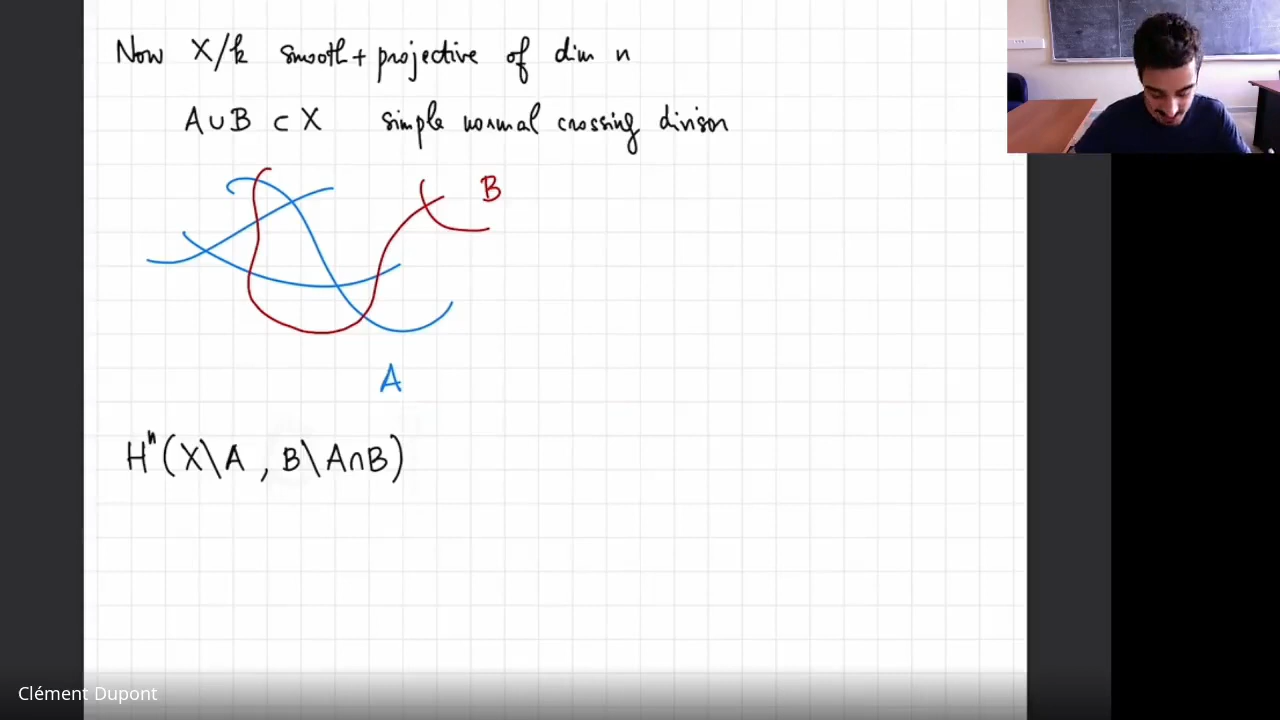 Now X/k smooth + projective of dim n
A∪B ⊂ X simple normal crossing divisor
B
A
Hⁿ(X\A , B\A∩B)
Clément Dupont